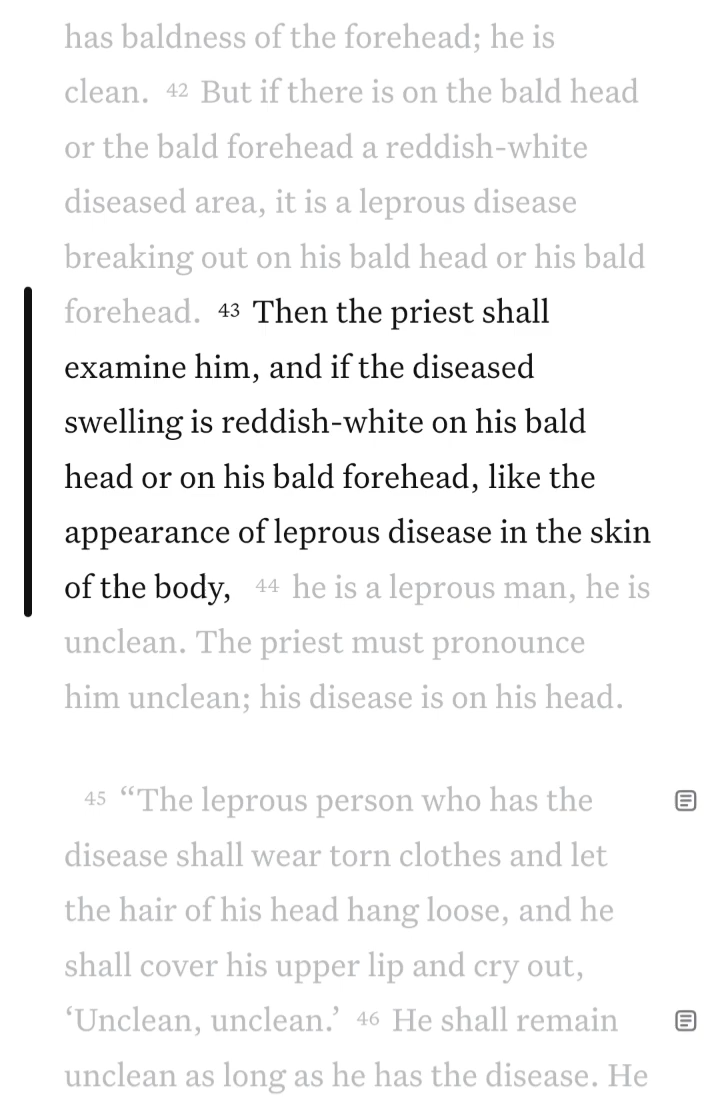 has baldness of the forehead; he is
clean. 42 But if there is on the bald head
or the bald forehead a reddish-white
diseased area, it is a leprous disease
breaking out on his bald head or his bald
forehead. 43 Then the priest shall
examine him, and if the diseased
swelling is reddish-white on his bald
head or on his bald forehead, like the
appearance of leprous disease in the skin
of the body, 44 he is a leprous man, he is
unclean. The priest must pronounce
him unclean; his disease is on his head.
45 “The leprous person who has the
disease shall wear torn clothes and let
the hair of his head hang loose, and he
shall cover his upper lip and cry out,
‘Unclean, unclean.’ 46 He shall remain
unclean as long as he has the disease. He